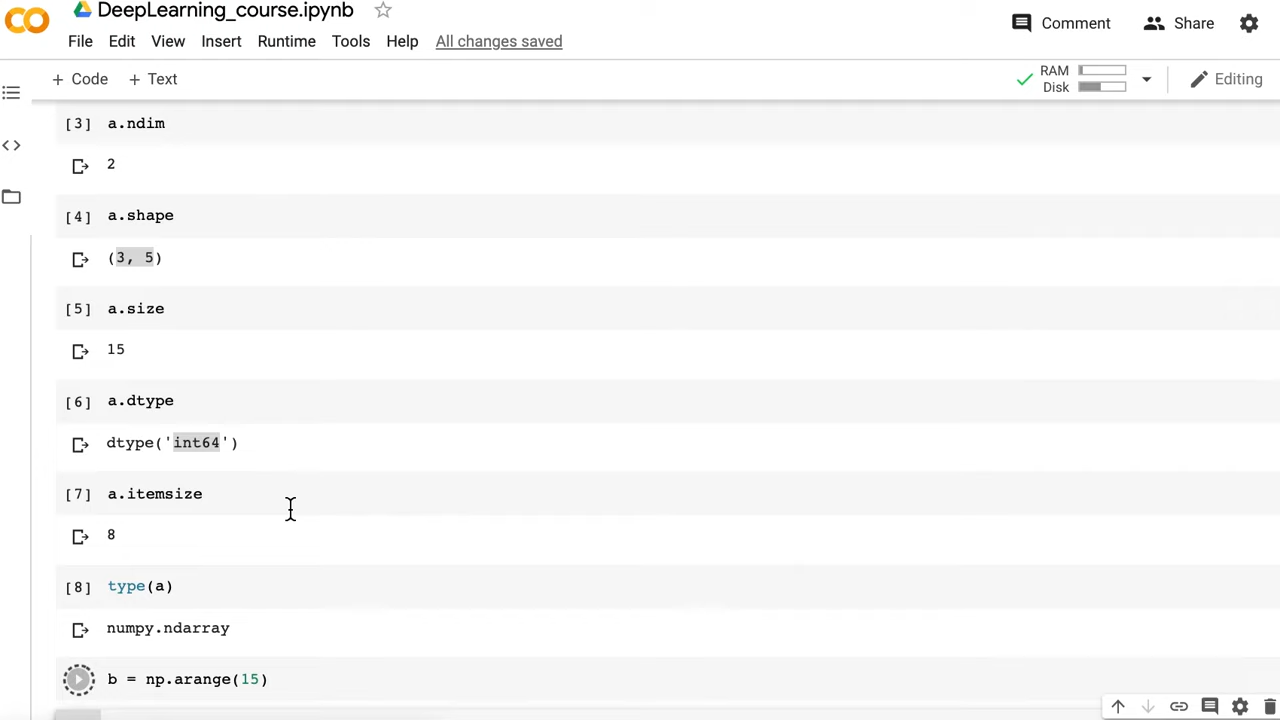 DeepLearning_course.ipynb
Comment
Share
File Edit View Insert Runtime Tools Help All changes saved
+ Code + Text
RAM
Disk
Editing
[3] a.ndim
2
[4] a.shape
(3, 5)
[5] a.size
15
[6] a.dtype
dtype('int64')
[7] a.itemsize
8
[8] type(a)
numpy.ndarray
b = np.arange(15)